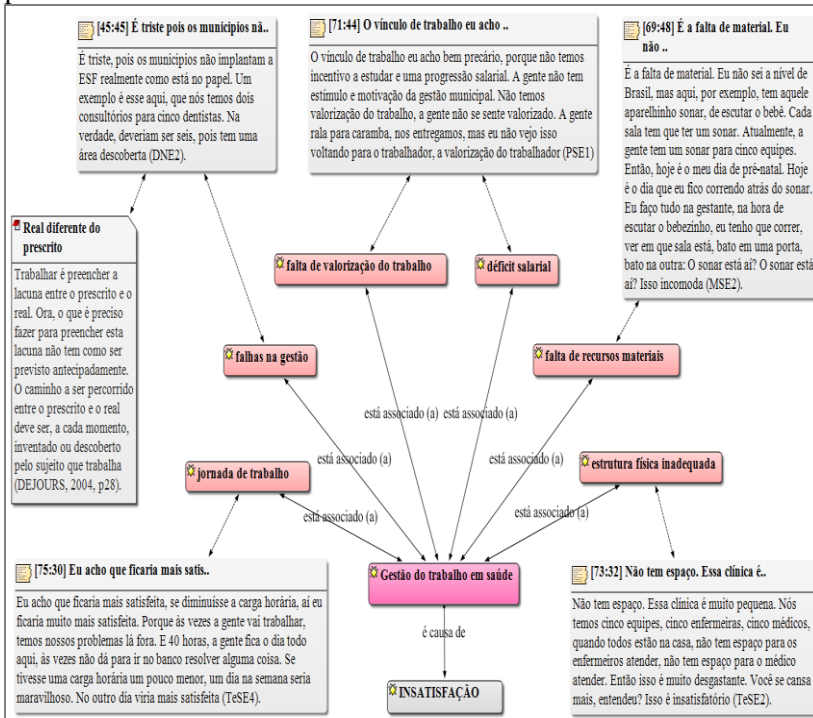 [45:45] É triste pois os municipios nã..
É triste, pois os municipios não implantam a
ESF realmente como está no papel. Um
exemplo é esse aqui, que nós temos dois
consultórios para cinco dentistas. Na
verdade, deveriam ser seis, pois tem uma
área descoberta (DNE2).
[71:44] O vínculo de trabalho eu acho ..
O vínculo de trabalho eu acho bem precário, porque não temos
incentivo a estudar e uma progressão salarial. A gente não tem
estímulo e motivação da gestão municipal. Não temos
valorização do trabalho, a gente não se sente valorizado. A gente
rala para caramba, nos entregamos, mas eu não vejo isso
voltando para o trabalhador, a valorização do trabalhador (PSE1)
[69:48] É a falta de material. Eu
não ..
É a falta de material. Eu não sei a nível de
Brasil, mas aqui, por exemplo, tem aquele
aparelhinho sonar, de escutar o bebê. Cada
sala tem que ter um sonar. Atualmente, a
gente tem um sonar para cinco equipes.
Então, hoje é o meu dia de pré-natal. Hoje
é o dia que eu fico correndo atrás do sonar.
Eu faço tudo na gestante, na hora de
escutar o bebezinho, eu tenho que correr,
ver em que sala está, bato em uma porta,
bato na outra: O sonar está aí? O sonar está
aí? Isso incomoda (MSE2).
Real diferente do
prescrito
Trabalhar é preencher a
lacuna entre o prescrito e o
real. Ora, o que é preciso
fazer para preencher esta
lacuna não tem como ser
previsto antecipadamente.
O caminho a ser percorrido
entre o prescrito e o real
deve ser, a cada momento,
inventado ou descoberto
pelo sujeito que trabalha
(DEJOURS, 2004, p28).
falta de valorização do trabalho
déficit salarial
falhas na gestão
falta de recursos materiais
está associado (a)
está associado (a)
está associado (a)
está associado (a)
jornada de trabalho
estrutura física inadequada
está associado (a)
está associado (a)
[75:30] Eu acho que ficaria mais satis..
Eu acho que ficaria mais satisfeita, se diminuísse a carga horária, aí eu
ficaria muito mais satisfeita. Porque às vezes a gente vai trabalhar,
temos nossos problemas lá fora. E 40 horas, a gente fica o dia todo
aqui, às vezes não dá para ir no banco resolver alguma coisa. Se
tivesse uma carga horária um pouco menor, um dia na semana seria
maravilhoso. No outro dia viria mais satisfeita (TeSE4).
Gestão do trabalho em saúde
é causa de
INSATISFAÇÃO
[73:32] Não tem espaço. Essa clínica é..
Não tem espaço. Essa clínica é muito pequena. Nós
temos cinco equipes, cinco enfermeiras, cinco médicos,
quando todos estão na casa, não tem espaço para os
enfermeiros atender, não tem espaço para o médico
atender. Então isso é muito desgastante. Você se cansa
mais, entendeu? Isso é insatisfatório (TeSE2).